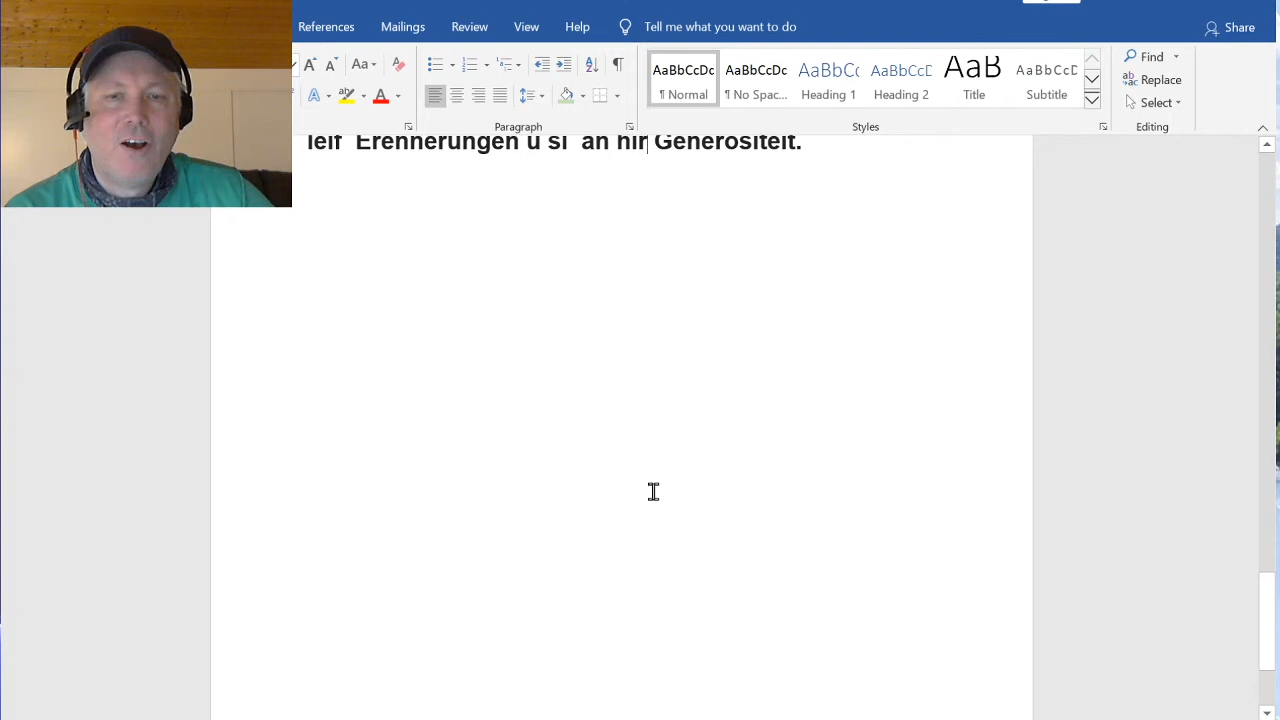 References Mailings Review View Help Tell me what you want to do Share
Aa AaBbCcDc AaBbCcDc AaBbCc AaBbCcD AaB AaBbCcD Find
¶ Normal ¶ No Spac... Heading 1 Heading 2 Title Subtitle Replace
Select
Paragraph Styles Editing
leif Erënnerungen u si an hir Generositeit.